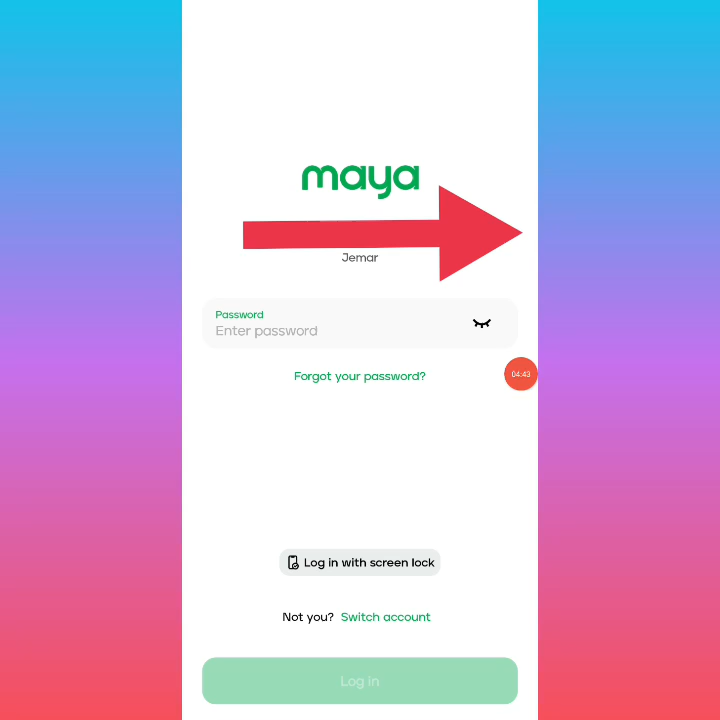 maya
Jemar
Password
Enter password
Forgot your password?
04:43
Log in with screen lock
Not you? Switch account
Log in